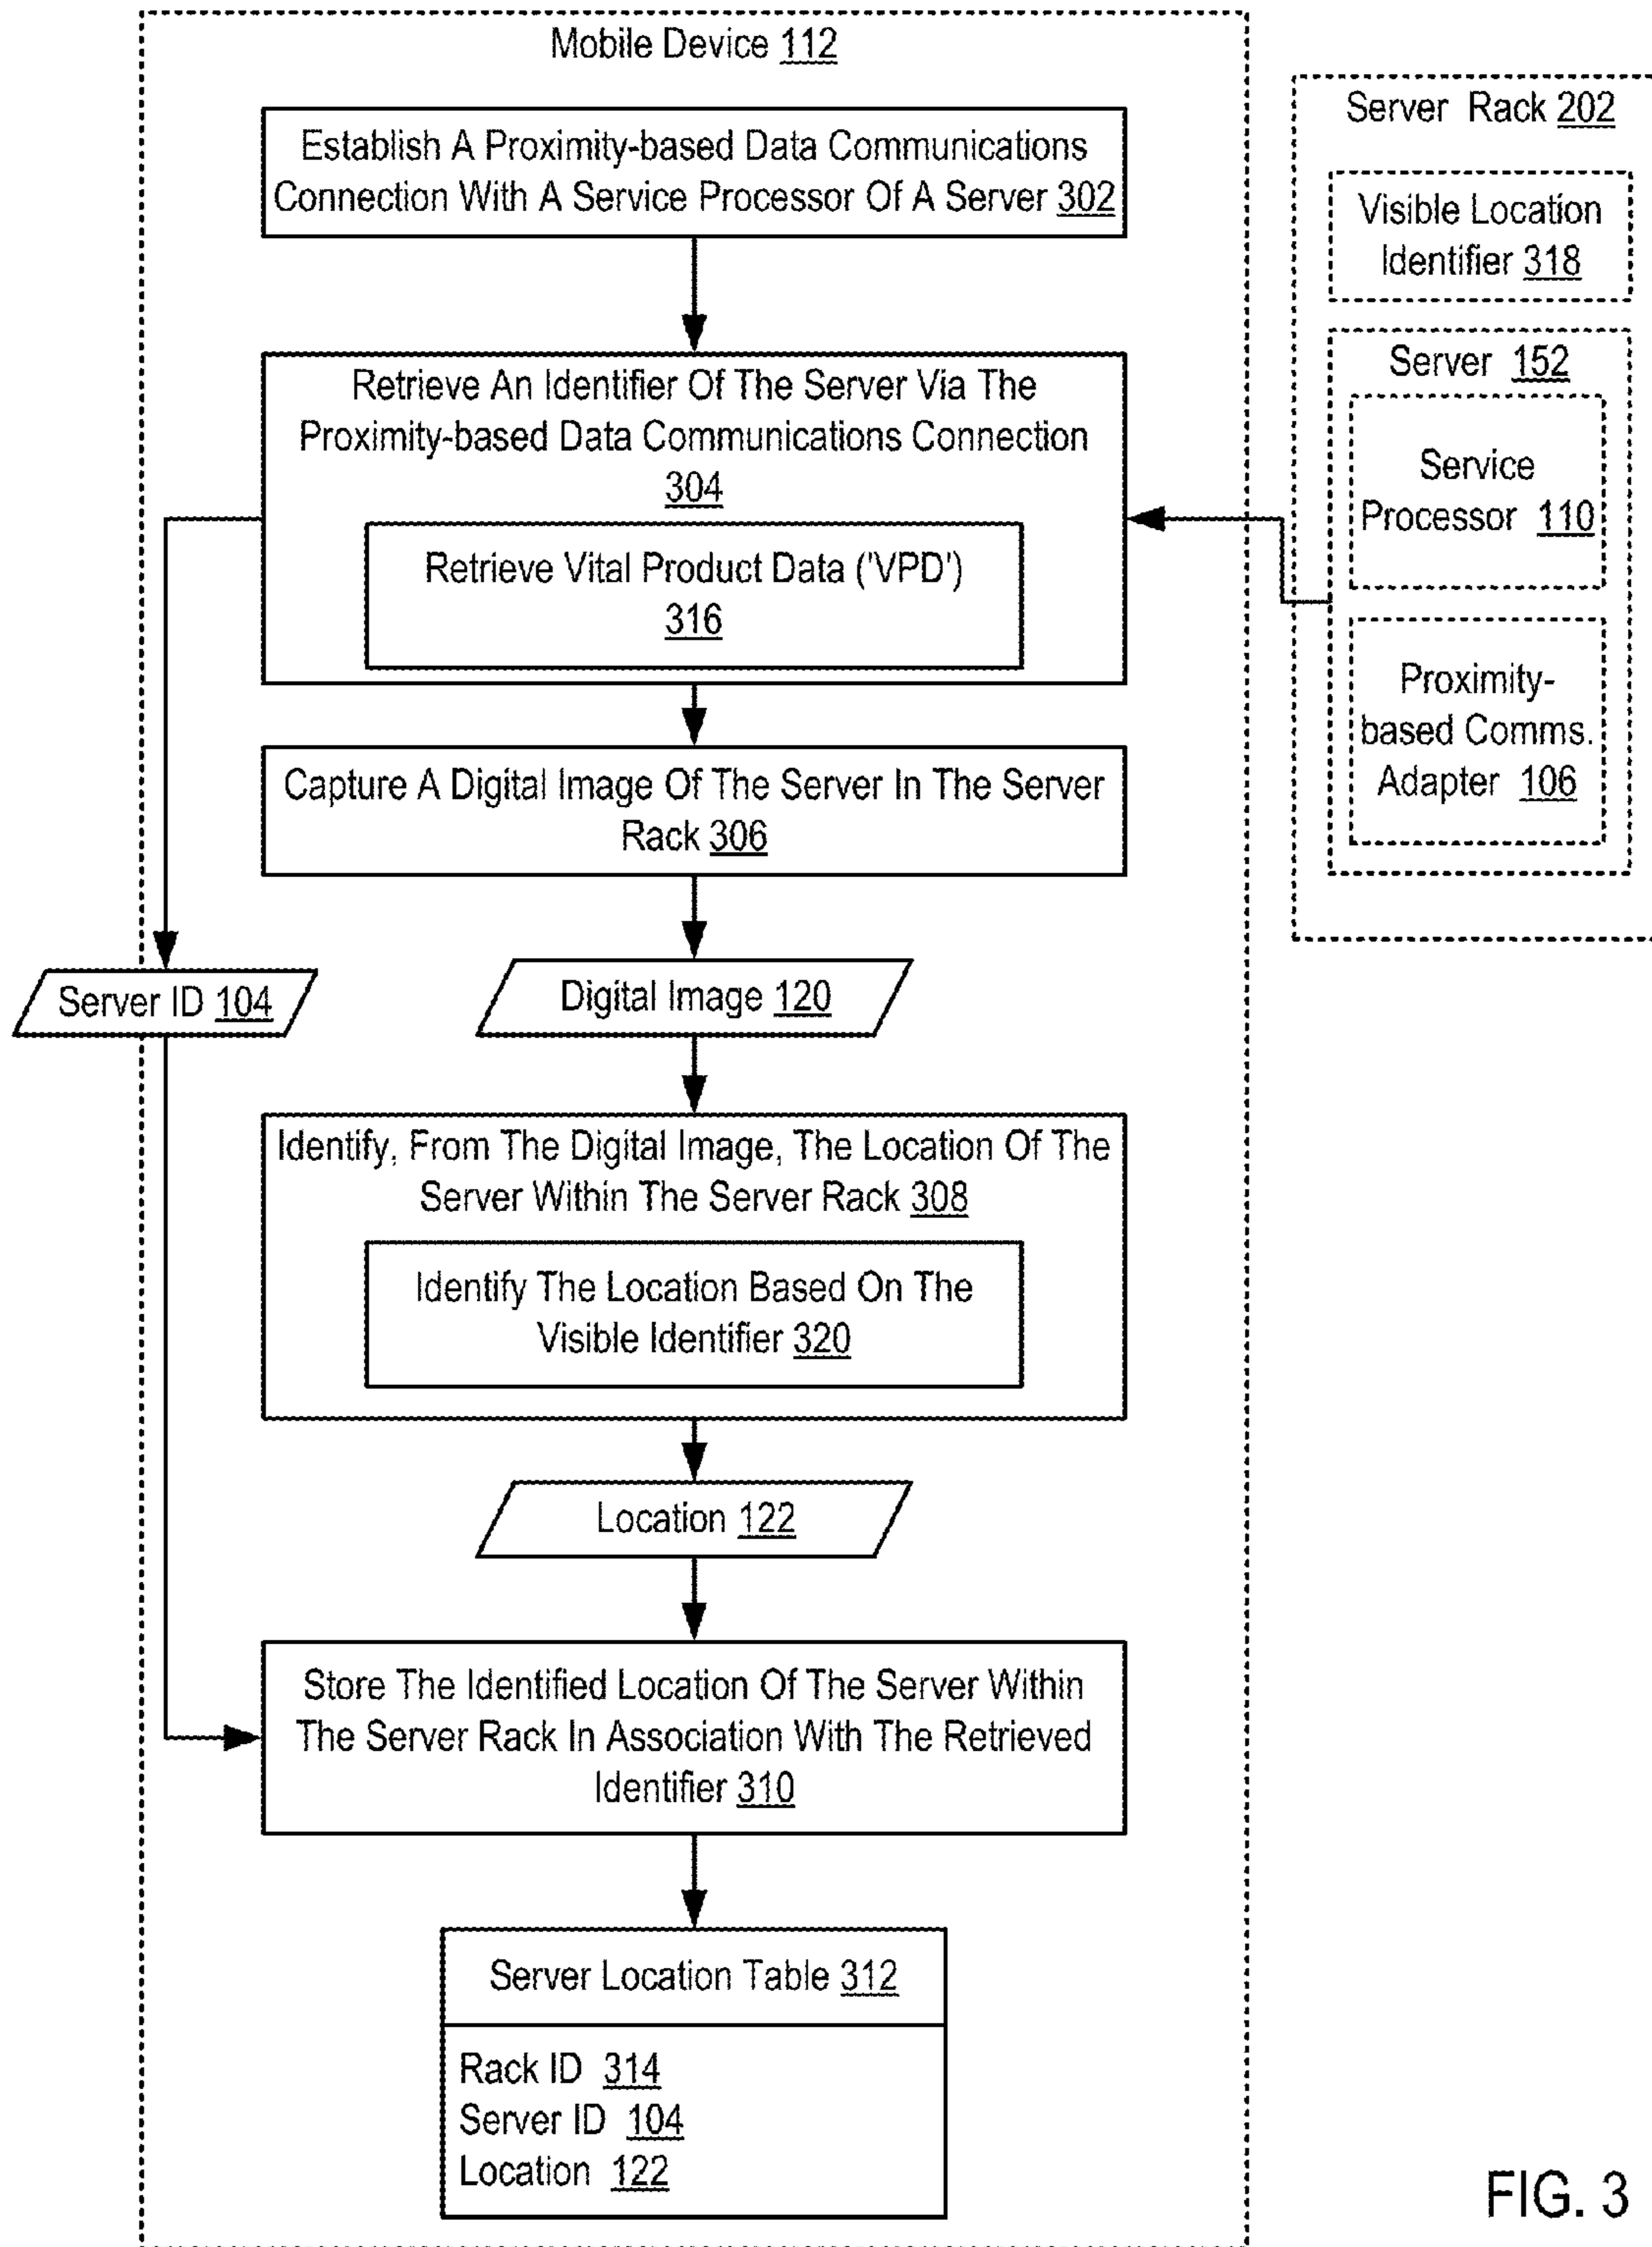 Mobile Device 112
Establish A Proximity-based Data Communications
Connection With A Service Processor Of A Server 302
Retrieve An Identifier Of The Server Via The
Proximity-based Data Communications Connection
304
Retrieve Vital Product Data ('VPD')
316
Capture A Digital Image Of The Server In The Server
Rack 306
Server ID 104
Digital Image 120
Identify, From The Digital Image, The Location Of The
Server Within The Server Rack 308
Identify The Location Based On The
Visible Identifier 320
Location 122
Store The Identified Location Of The Server Within
The Server Rack In Association With The Retrieved
Identifier 310
Server Location Table 312
Rack ID 314
Server ID 104
Location 122
Server Rack 202
Visible Location
Identifier 318
Server 152
Service
Processor 110
Proximity-
based Comms.
Adapter 106
FIG. 3